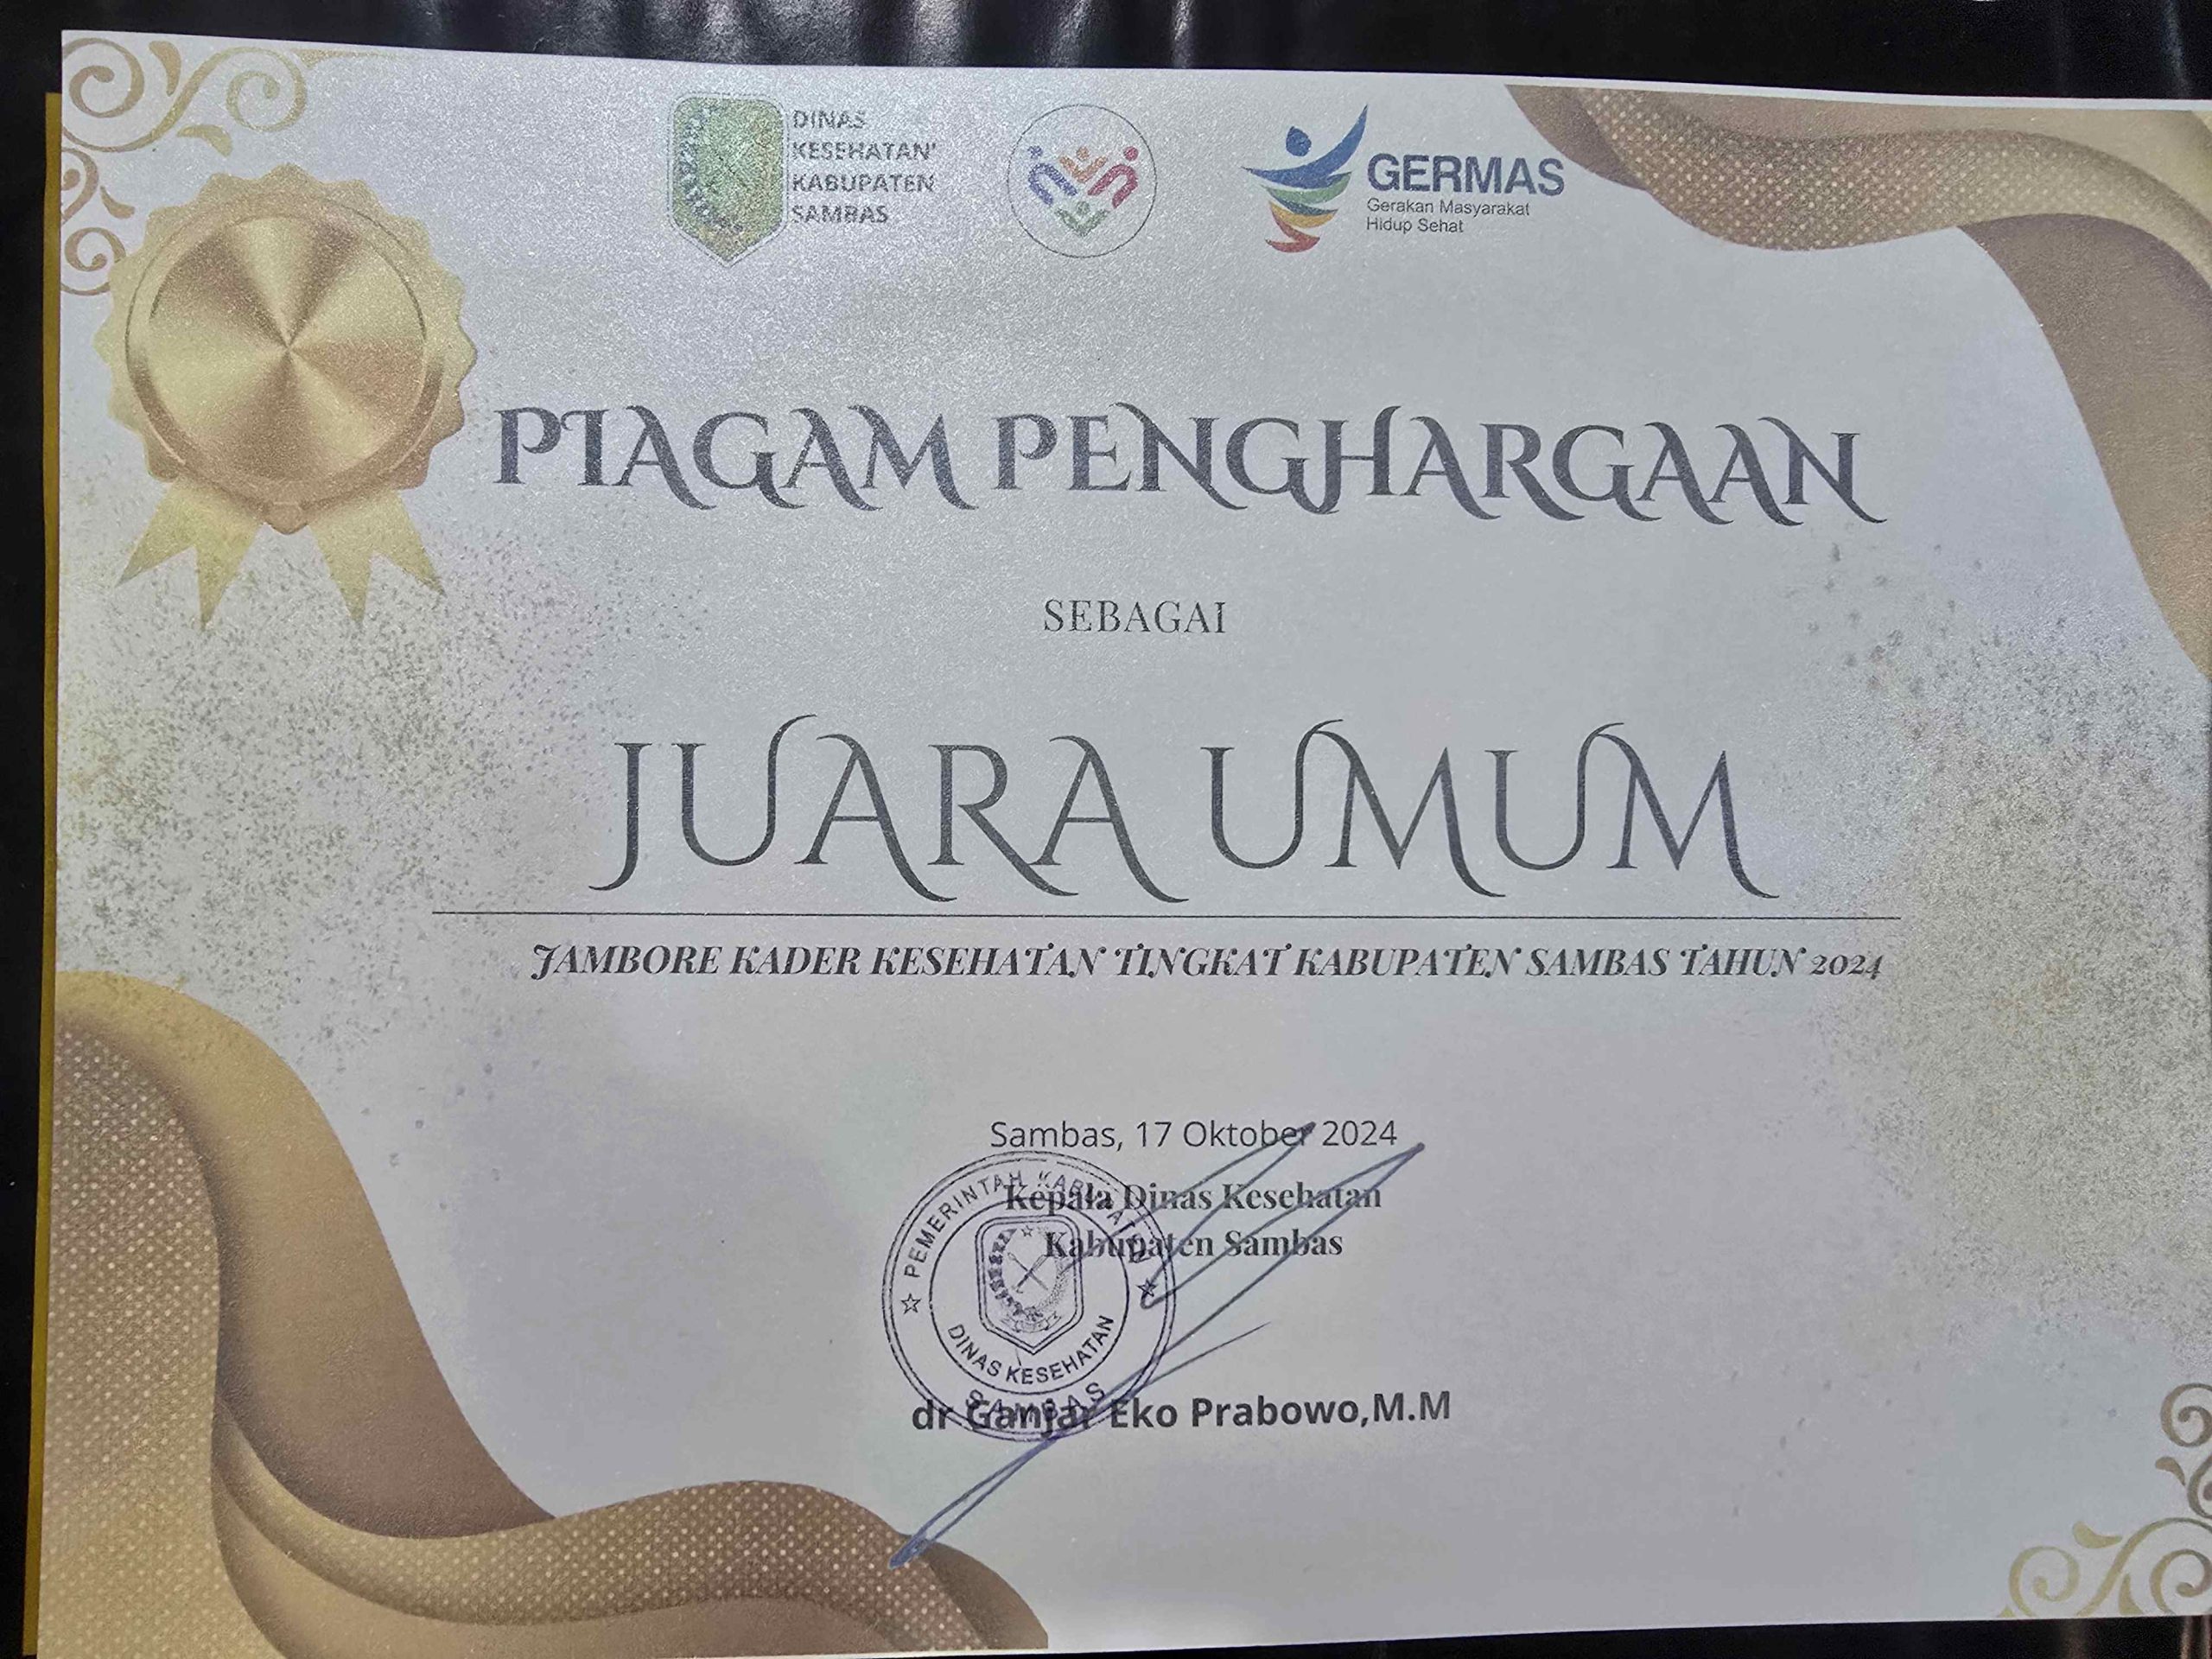 DINAS
KESEHATAN
KABUPATEN
SAMBAS
GERMAS
Gerakan Masyarakat
Hidup Sehat
PIAGAM PENGHARGAAN
SEBAGAI
JUARA UMUM
JAMBORE KADER KESEHATAN TINGKAT KABUPATEN SAMBAS TAHUN 2024
Sambas, 17 Oktober 2024
Kepala Dinas Kesehatan
Kabupaten Sambas
PEMERINTAH KABUPATEN
DINAS KESEHATAN
SAMBAS
dr Ganjar Eko Prabowo,M.M